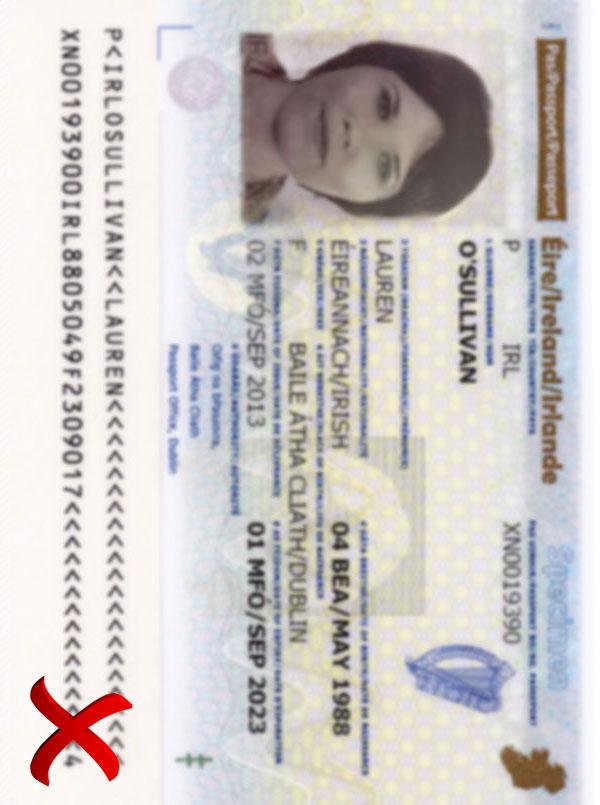 Pas/Passport/Passeport
Éire/Ireland/Irlande
Specimen
P IRL XN0019390
O'SULLIVAN
LAUREN
ÉIREANNACH/IRISH 04 BEA/MAY 1988
F BAILE ÁTHA CLIATH/DUBLIN
02 MFÓ/SEP 2013 01 MFÓ/SEP 2023
Oifig na bPasanna,
Baile Átha Cliath
Passport Office, Dublin
P<IRLOSULLIVAN<<LAUREN<<<<<<<<<<<<<<<<<<<<<<
XN00193900IRL8805049F2309017<<<<<<<<<<<<<<<4